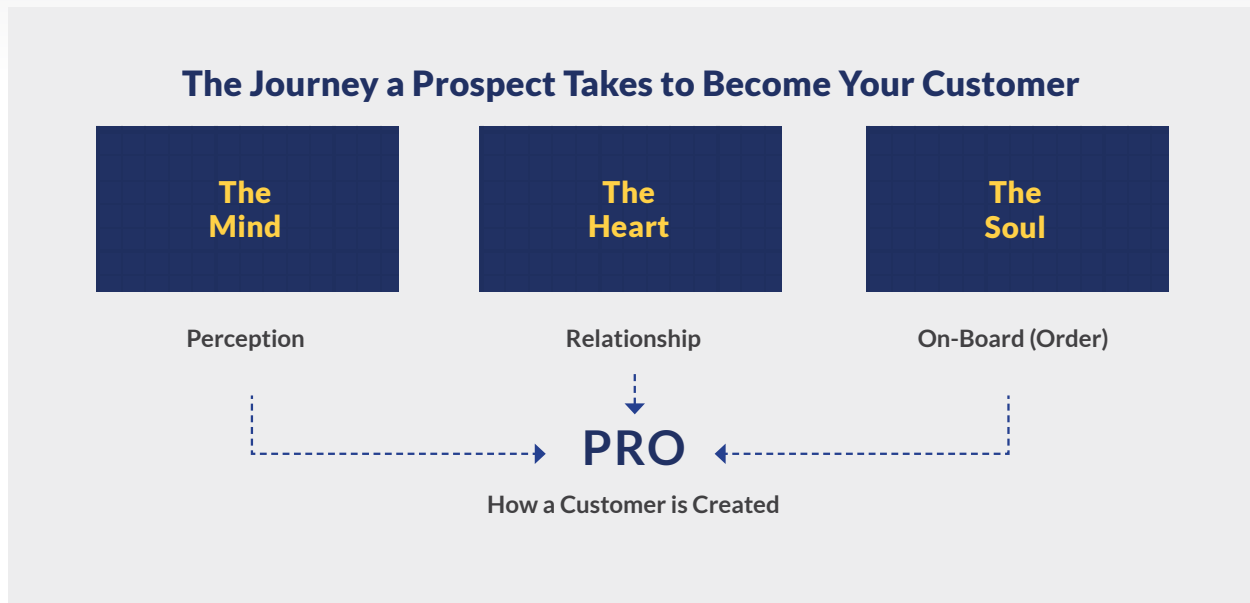 The Journey a Prospect Takes to Become Your Customer
The
Mind
The
Heart
The
Soul
Perception
Relationship
On-Board (Order)
PRO
How a Customer is Created